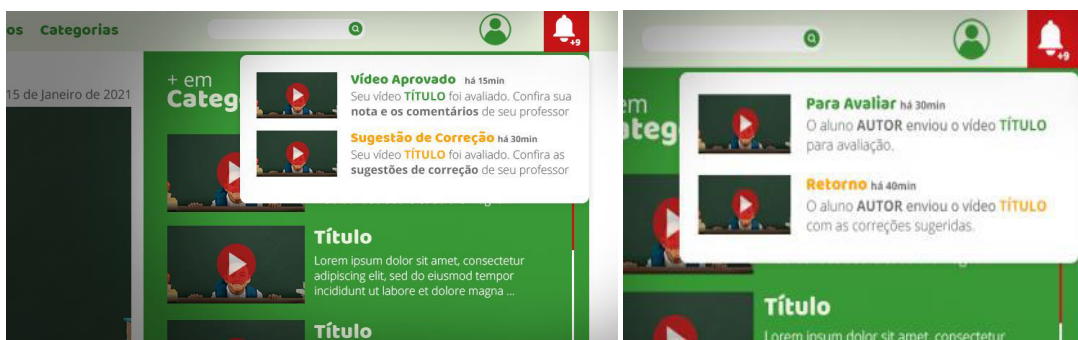 os Categorias
+9
15 de Janeiro de 2021
+ em
Categ
Vídeo Aprovado há 15min
Seu vídeo TÍTULO foi avaliado. Confira sua
nota e os comentários de seu professor
Sugestão de Correção há 30min
Seu vídeo TÍTULO foi avaliado. Confira as
sugestões de correção de seu professor
Título
Lorem ipsum dolor sit amet, consectetur
adipiscing elit, sed do eiusmod tempor
incididunt ut labore et dolore magna ...
Título
+9
em
ateg
Para Avaliar há 30min
O aluno AUTOR enviou o vídeo TÍTULO
para avaliação.
Retorno há 40min
O aluno AUTOR enviou o vídeo TÍTULO
com as correções sugeridas.
Título
Lorem ipsum dolor sit amet, consectetur